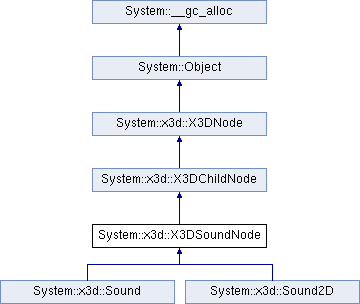 System::__gc_alloc
System::Object
System::x3d::X3DNode
System::x3d::X3DChildNode
System::x3d::X3DSoundNode
System::x3d::Sound
System::x3d::Sound2D